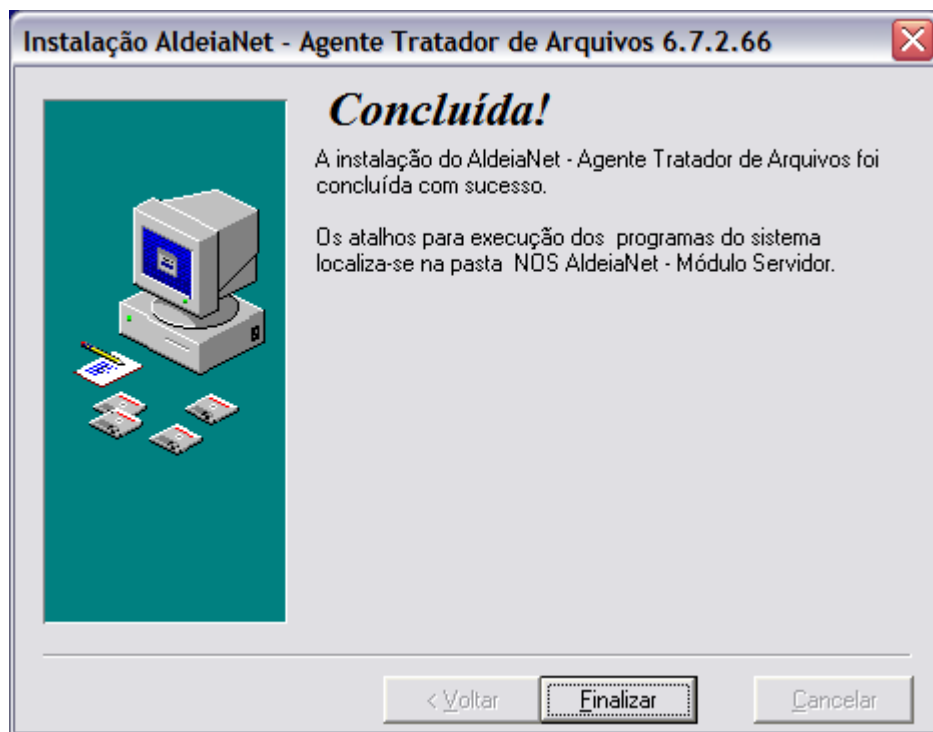 Instalação AldeiaNet - Agente Tratador de Arquivos 6.7.2.66
Concluída!
A instalação do AldeiaNet - Agente Tratador de Arquivos foi
concluída com sucesso.
Os atalhos para execução dos  programas do sistema
localiza-se na pasta  NOS AldeiaNet - Módulo Servidor.
< Voltar
Finalizar
Cancelar